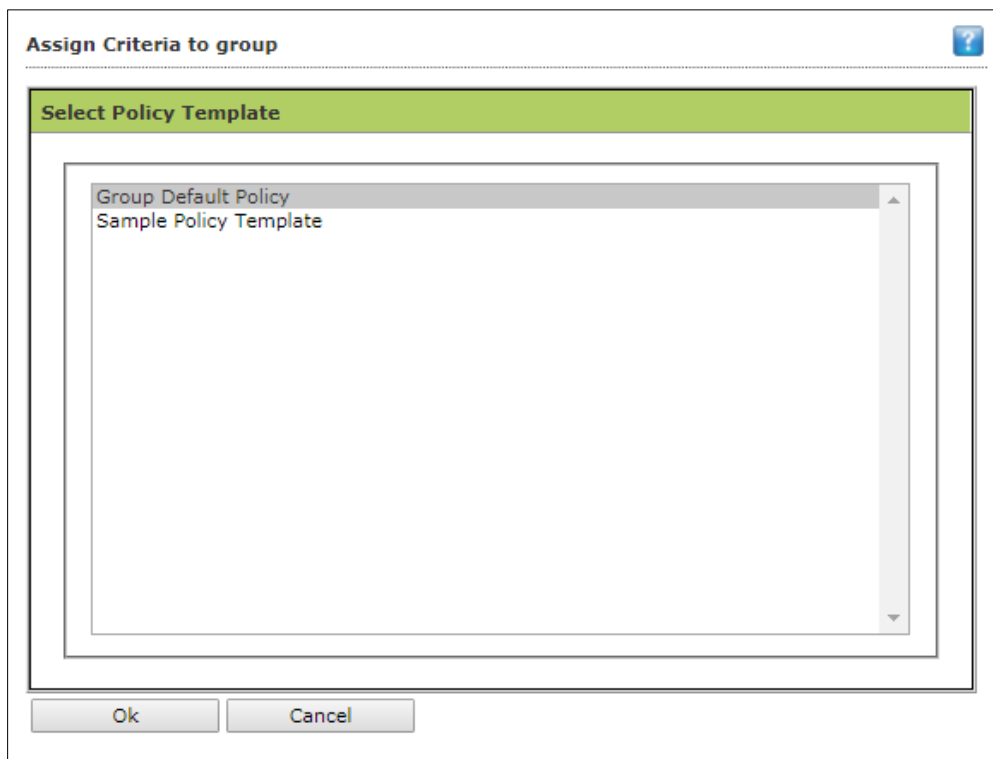 Assign Criteria to group
?
Select Policy Template
Group Default Policy
Sample Policy Template
Ok
Cancel